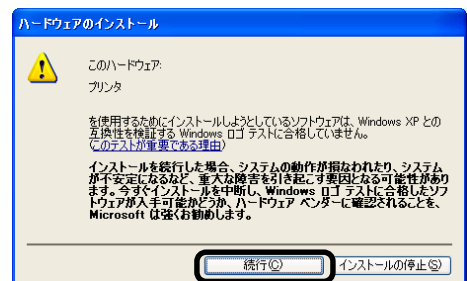 ハードウェアのインストール
このハードウェア:
プリンタ
を使用するためにインストールしようとしているソフトウェアは、Windows XP との
互換性を検証する Windows ロゴ テストに合格していません。
(このテストが重要である理由)
インストールを続行した場合、システムの動作が損なわれたり、システム
が不安定になるなど、重大な障害を引き起こす要因となる可能性があり
ます。今すぐインストールを中断し、Windows ロゴ テストに合格したソフ
トウェアが入手可能かどうか、ハードウェア ベンダーに確認されることを、
Microsoft は強くお勧めします。
続行(C) インストールの停止(S)